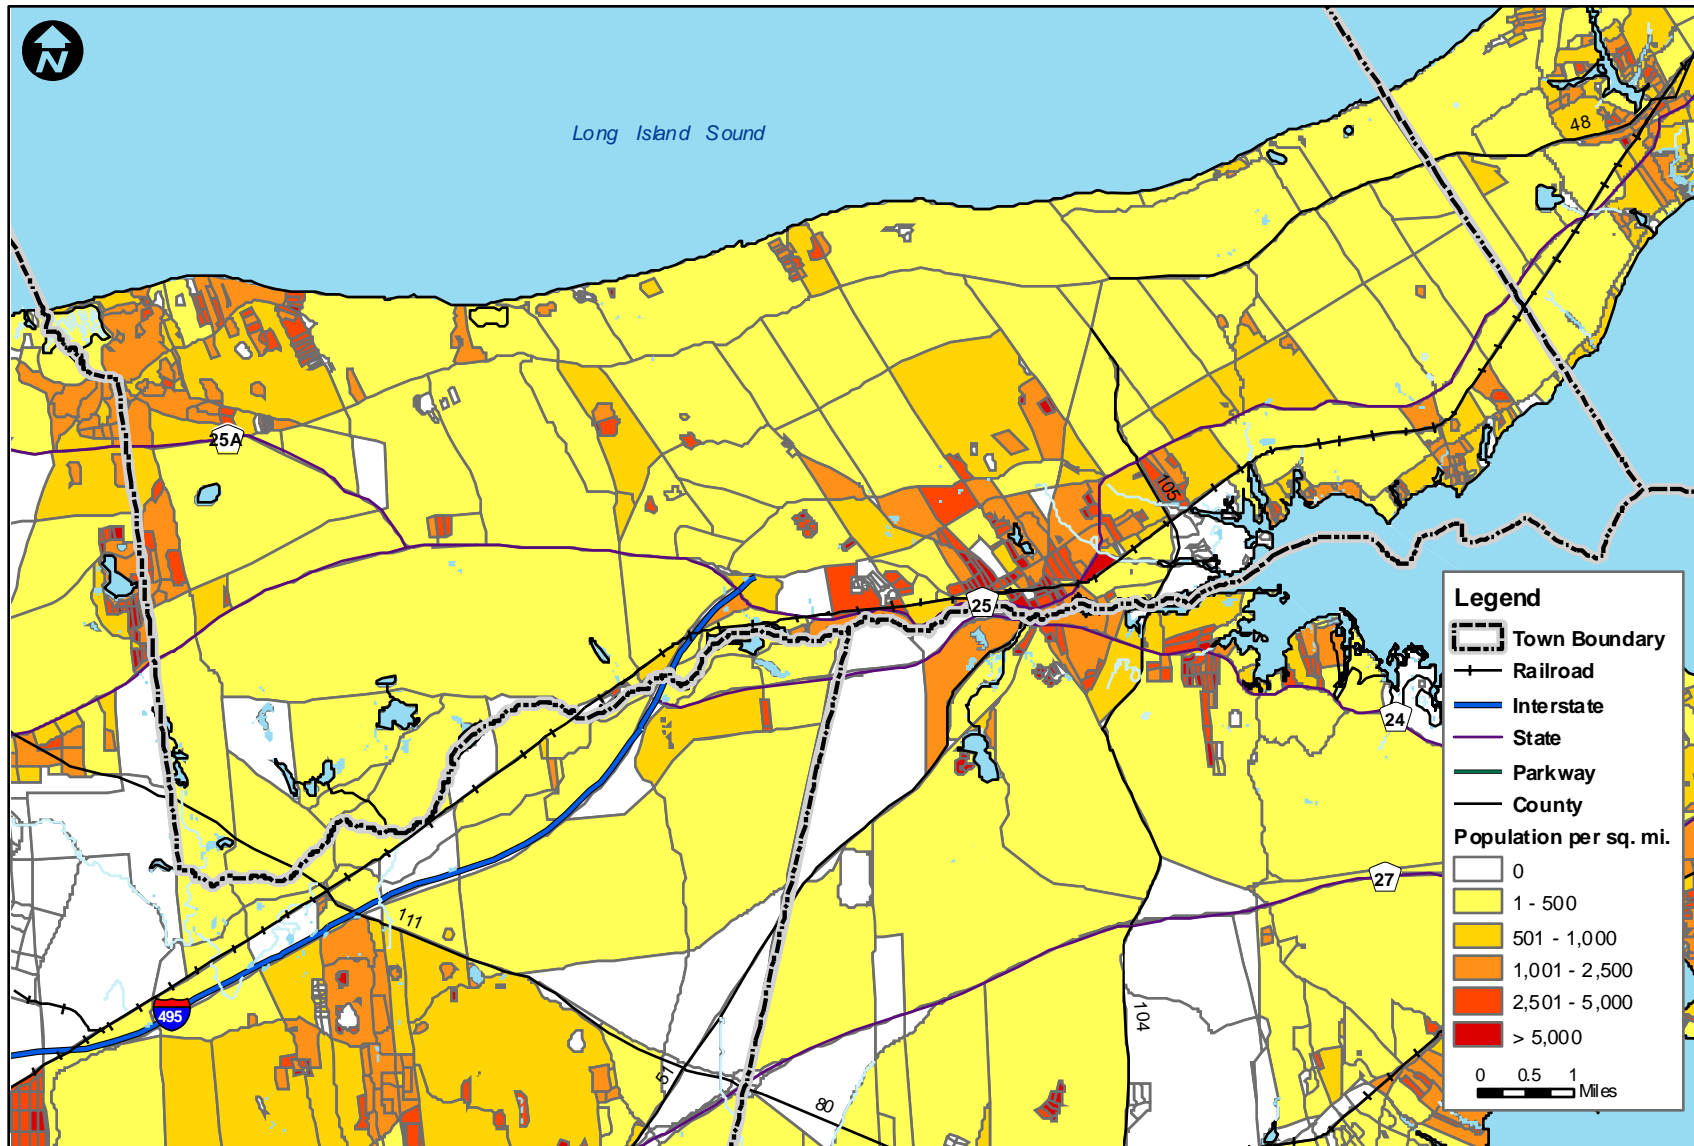 N
Long Island Sound
48
25A
105
25
24
27
111
495
104
51
80
Legend
Town Boundary
Railroad
Interstate
State
Parkway
County
Population per sq. mi.
0
1 - 500
501 - 1,000
1,001 - 2,500
2,501 - 5,000
> 5,000
0 0.5 1
Miles